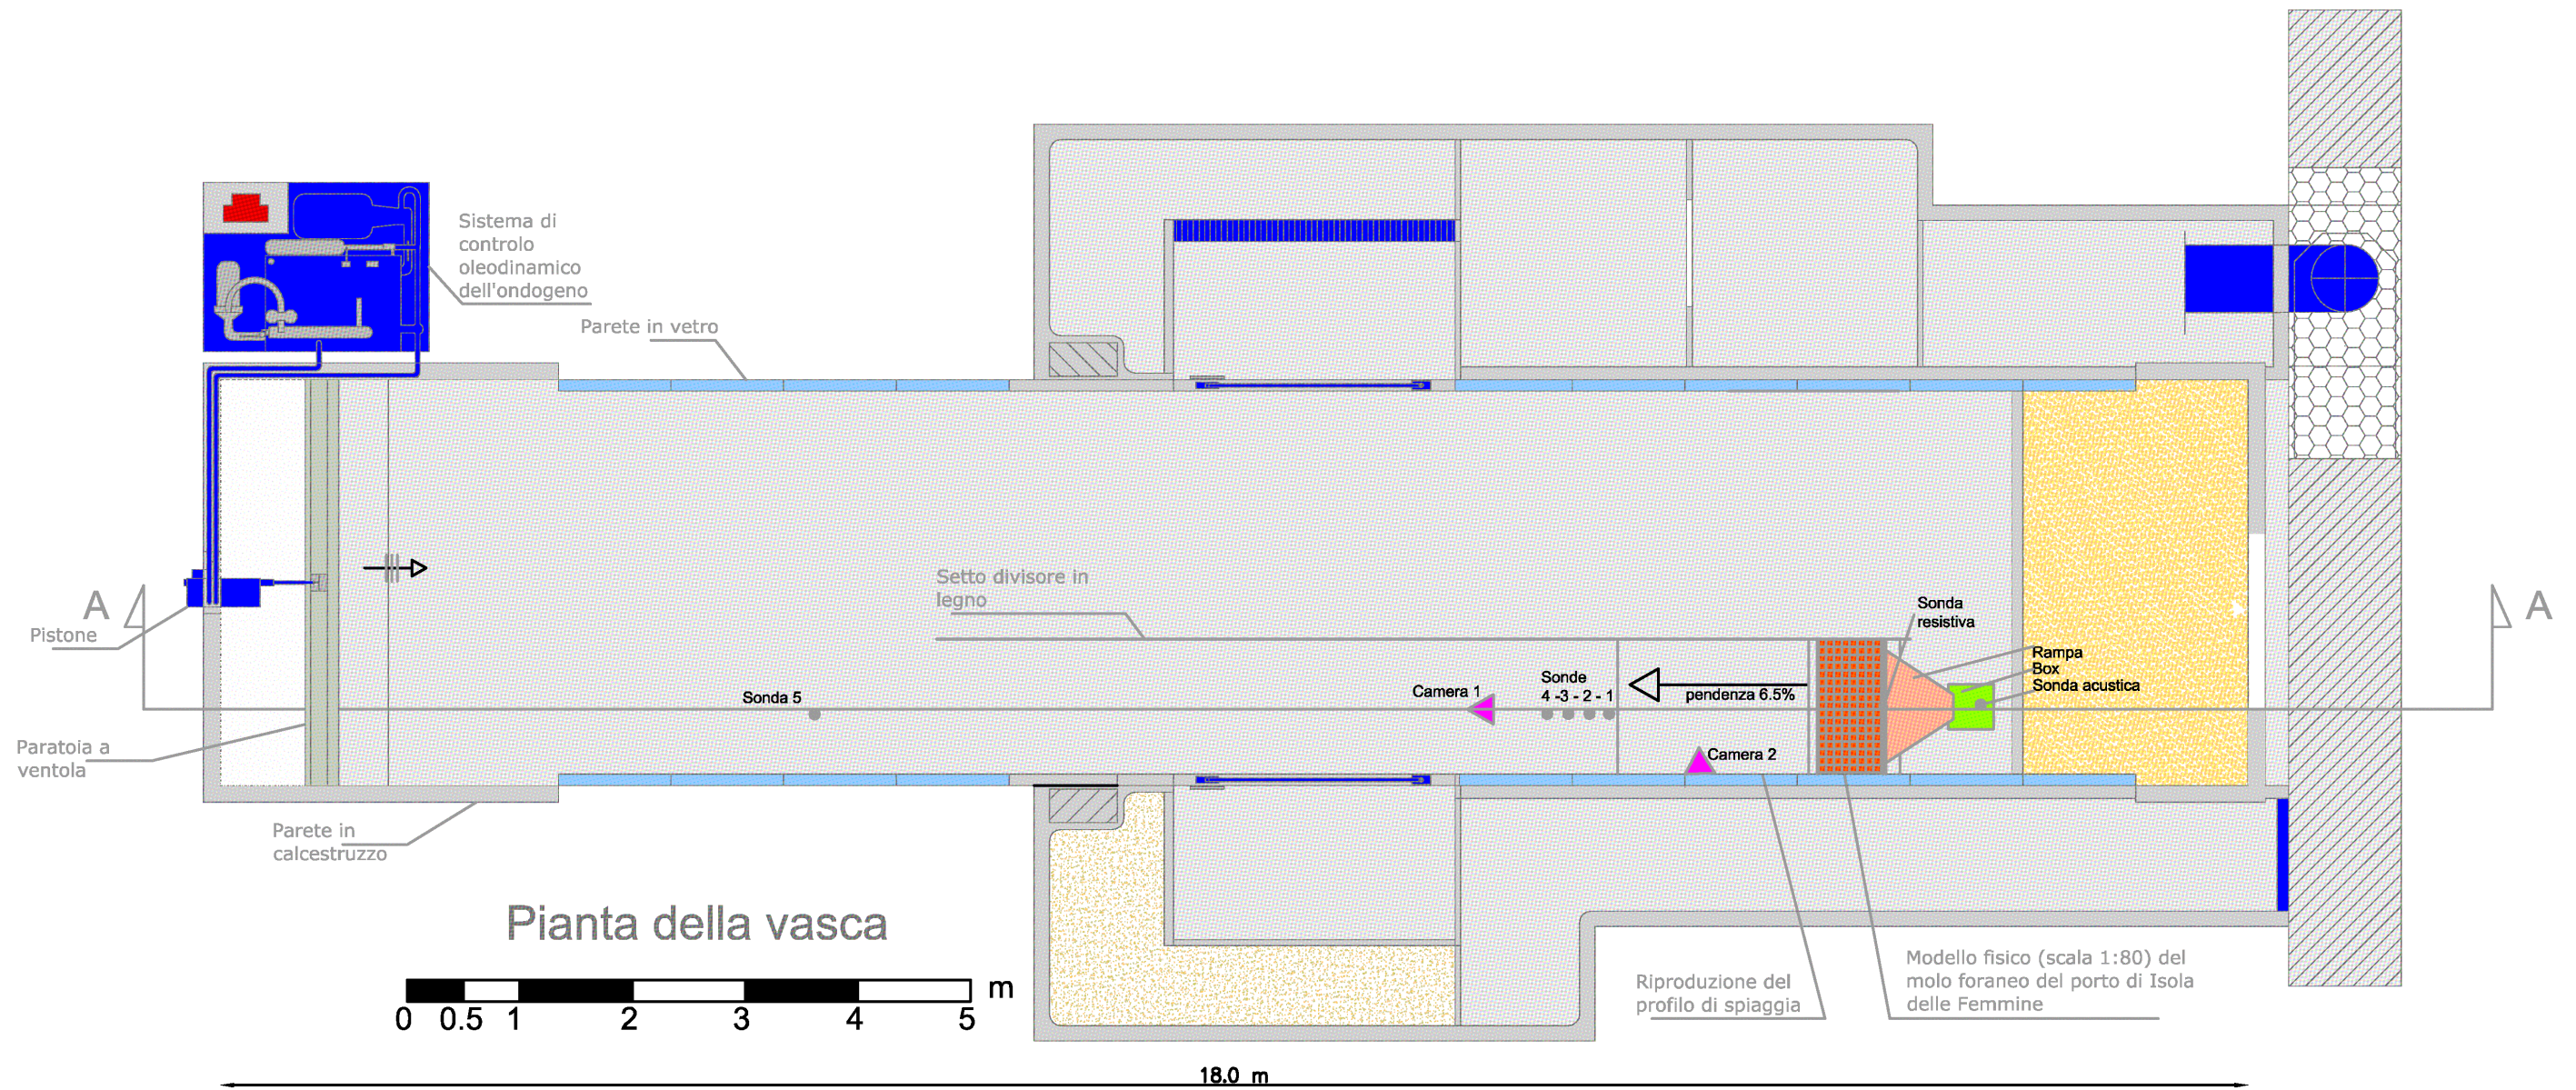 Sistema di
controlo
oleodinamico
dell'ondogeno
Parete in vetro
Setto divisore in
legno
Sonda
resistiva
A
A
Pistone
Rampa
Box
Sonda acustica
Sonda 5
Camera 1
Sonde
4 -3 - 2 - 1
pendenza 6.5%
Paratoia a
ventola
Camera 2
Parete in
calcestruzzo
Pianta della vasca
m
0 0.5 1 2 3 4 5
Riproduzione del
profilo di spiaggia
Modello fisico (scala 1:80) del
molo foraneo del porto di Isola
delle Femmine
18.0 m